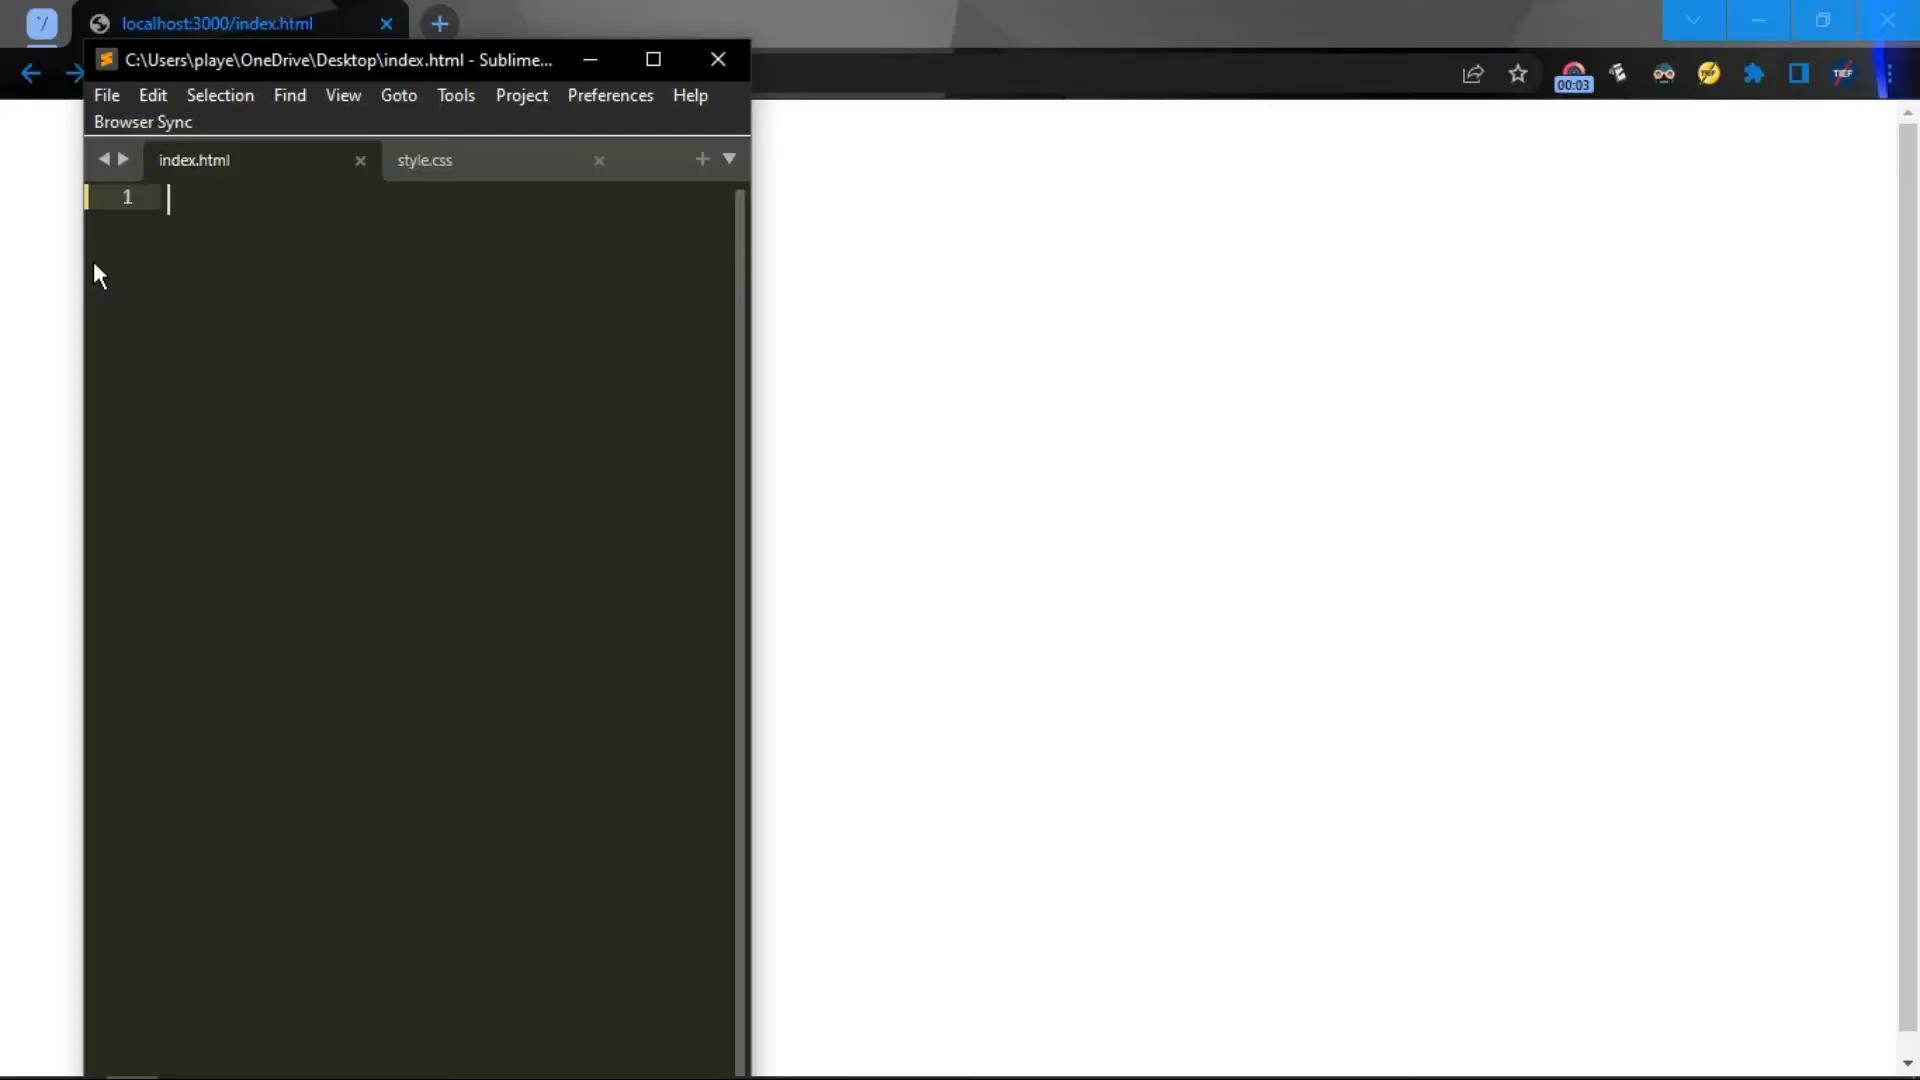 localhost:3000/index.html
C:\Users\playe\OneDrive\Desktop\index.html - Sublime...
File Edit Selection Find View Goto Tools Project Preferences Help
Browser Sync
00:03
TIEF
index.html
style.css
1